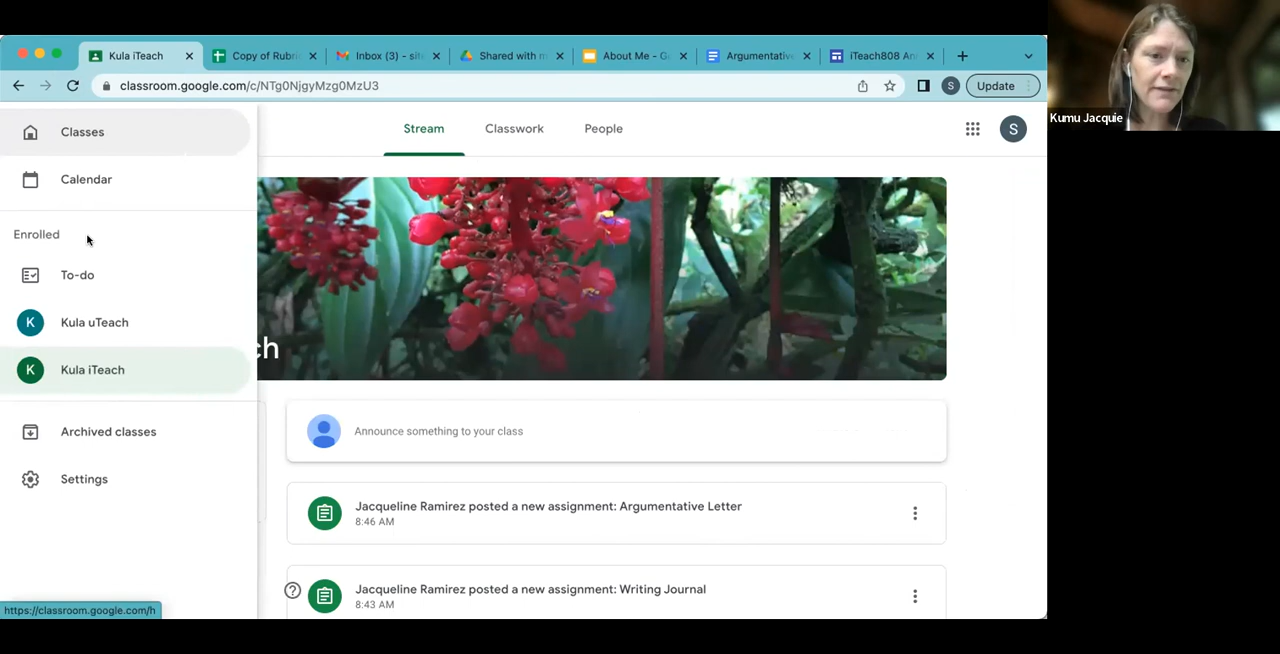 Kula iTeach
Copy of Rubri
Inbox (3) - site
Shared with m
About Me - G
Argumentative
iTeach808 An
classroom.google.com/c/NTg0NjgyMzg0MzU3
S
Update
Kumu Jacquie
Classes
Stream
Classwork
People
S
Calendar
Enrolled
To-do
K
Kula uTeach
ch
K
Kula iTeach
Archived classes
Announce something to your class
Settings
Jacqueline Ramirez posted a new assignment: Argumentative Letter
8:46 AM
Jacqueline Ramirez posted a new assignment: Writing Journal
8:43 AM
https://classroom.google.com/h